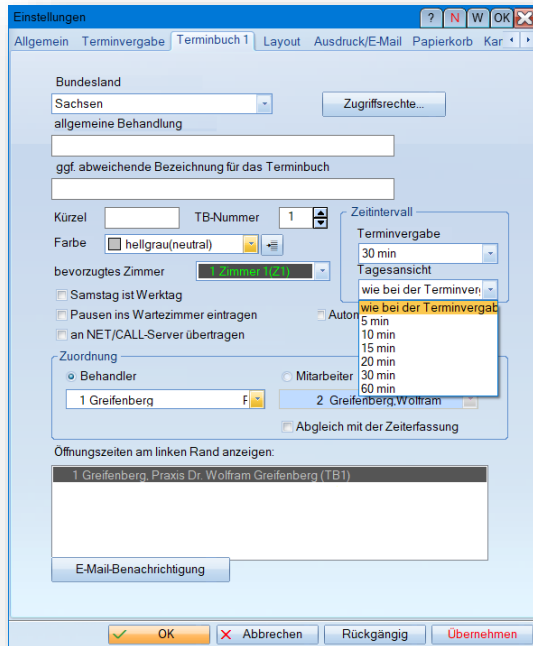 Einstellungen
? N W OK
Allgemein Terminvergabe Terminbuch 1 Layout Ausdruck/E-Mail Papierkorb Kar
Bundesland
Sachsen
Zugriffsrechte...
allgemeine Behandlung
ggf. abweichende Bezeichnung für das Terminbuch
Kürzel TB-Nummer 1
Zeitintervall
Terminvergabe
30 min
Farbe hellgrau(neutral)
bevorzugtes Zimmer 1 Zimmer 1(Z1)
Tagesansicht
wie bei der Terminver
wie bei der Terminvergab
5 min
10 min
15 min
20 min
30 min
60 min
Samstag ist Werktag
Pausen ins Wartezimmer eintragen
Autor
an NET/CALL-Server übertragen
Zuordnung
Behandler Mitarbeiter
1 Greifenberg 2 Greifenberg,Wolfram
Abgleich mit der Zeiterfassung
Öffnungszeiten am linken Rand anzeigen:
1 Greifenberg, Praxis Dr. Wolfram Greifenberg (TB1)
E-Mail-Benachrichtigung
OK Abbrechen Rückgängig Übernehmen